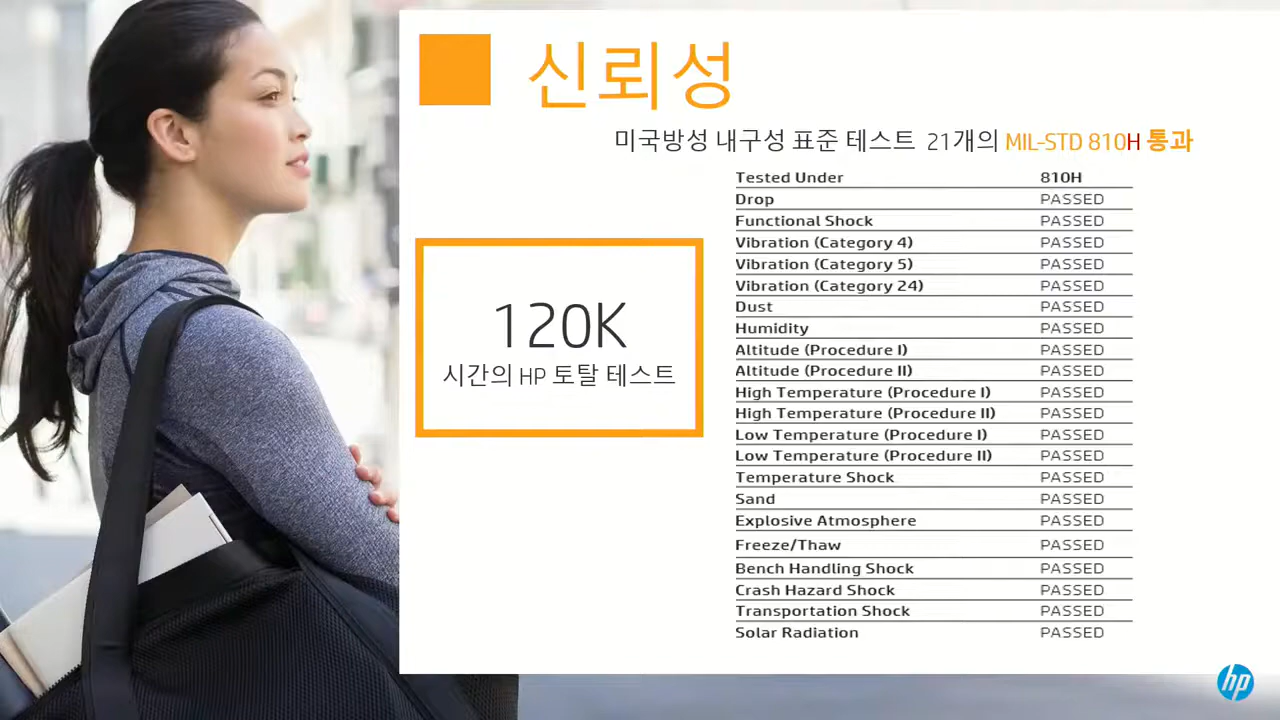 신뢰성
미국방성 내구성 표준 테스트 21개의 MIL-STD 810H 통과
120K
시간의 HP 토탈 테스트
Tested Under 810H
Drop PASSED
Functional Shock PASSED
Vibration (Category 4) PASSED
Vibration (Category 5) PASSED
Vibration (Category 24) PASSED
Dust PASSED
Humidity PASSED
Altitude (Procedure I) PASSED
Altitude (Procedure II) PASSED
High Temperature (Procedure I) PASSED
High Temperature (Procedure II) PASSED
Low Temperature (Procedure I) PASSED
Low Temperature (Procedure II) PASSED
Temperature Shock PASSED
Sand PASSED
Explosive Atmosphere PASSED
Freeze/Thaw PASSED
Bench Handling Shock PASSED
Crash Hazard Shock PASSED
Transportation Shock PASSED
Solar Radiation PASSED
hp